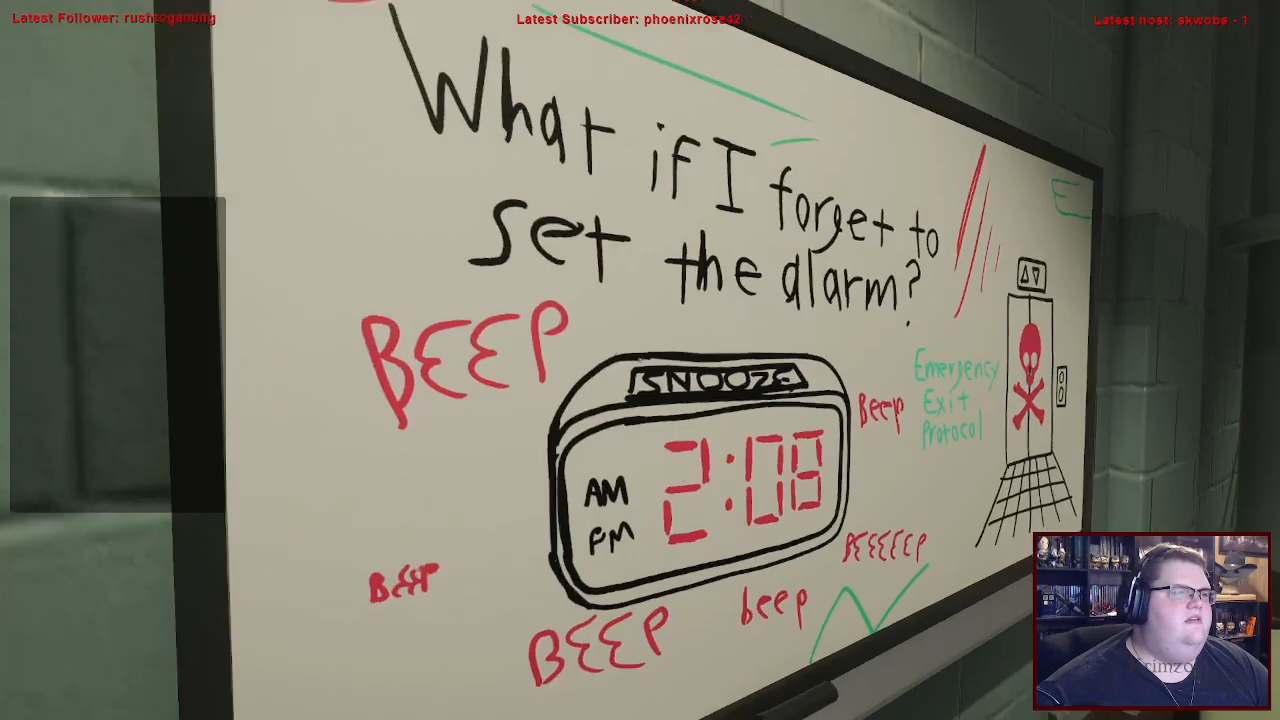 Latest Follower: rushtogaming
Latest Subscriber: phoenixrose42
Latest host: skwobs - 1
What if I forget to
set the alarm?
BEEP
SNOOZE
AM
PM
2:08
Beep
Emergency
Exit
Protocol
BEEEEP
BEEP
beep
BEEP